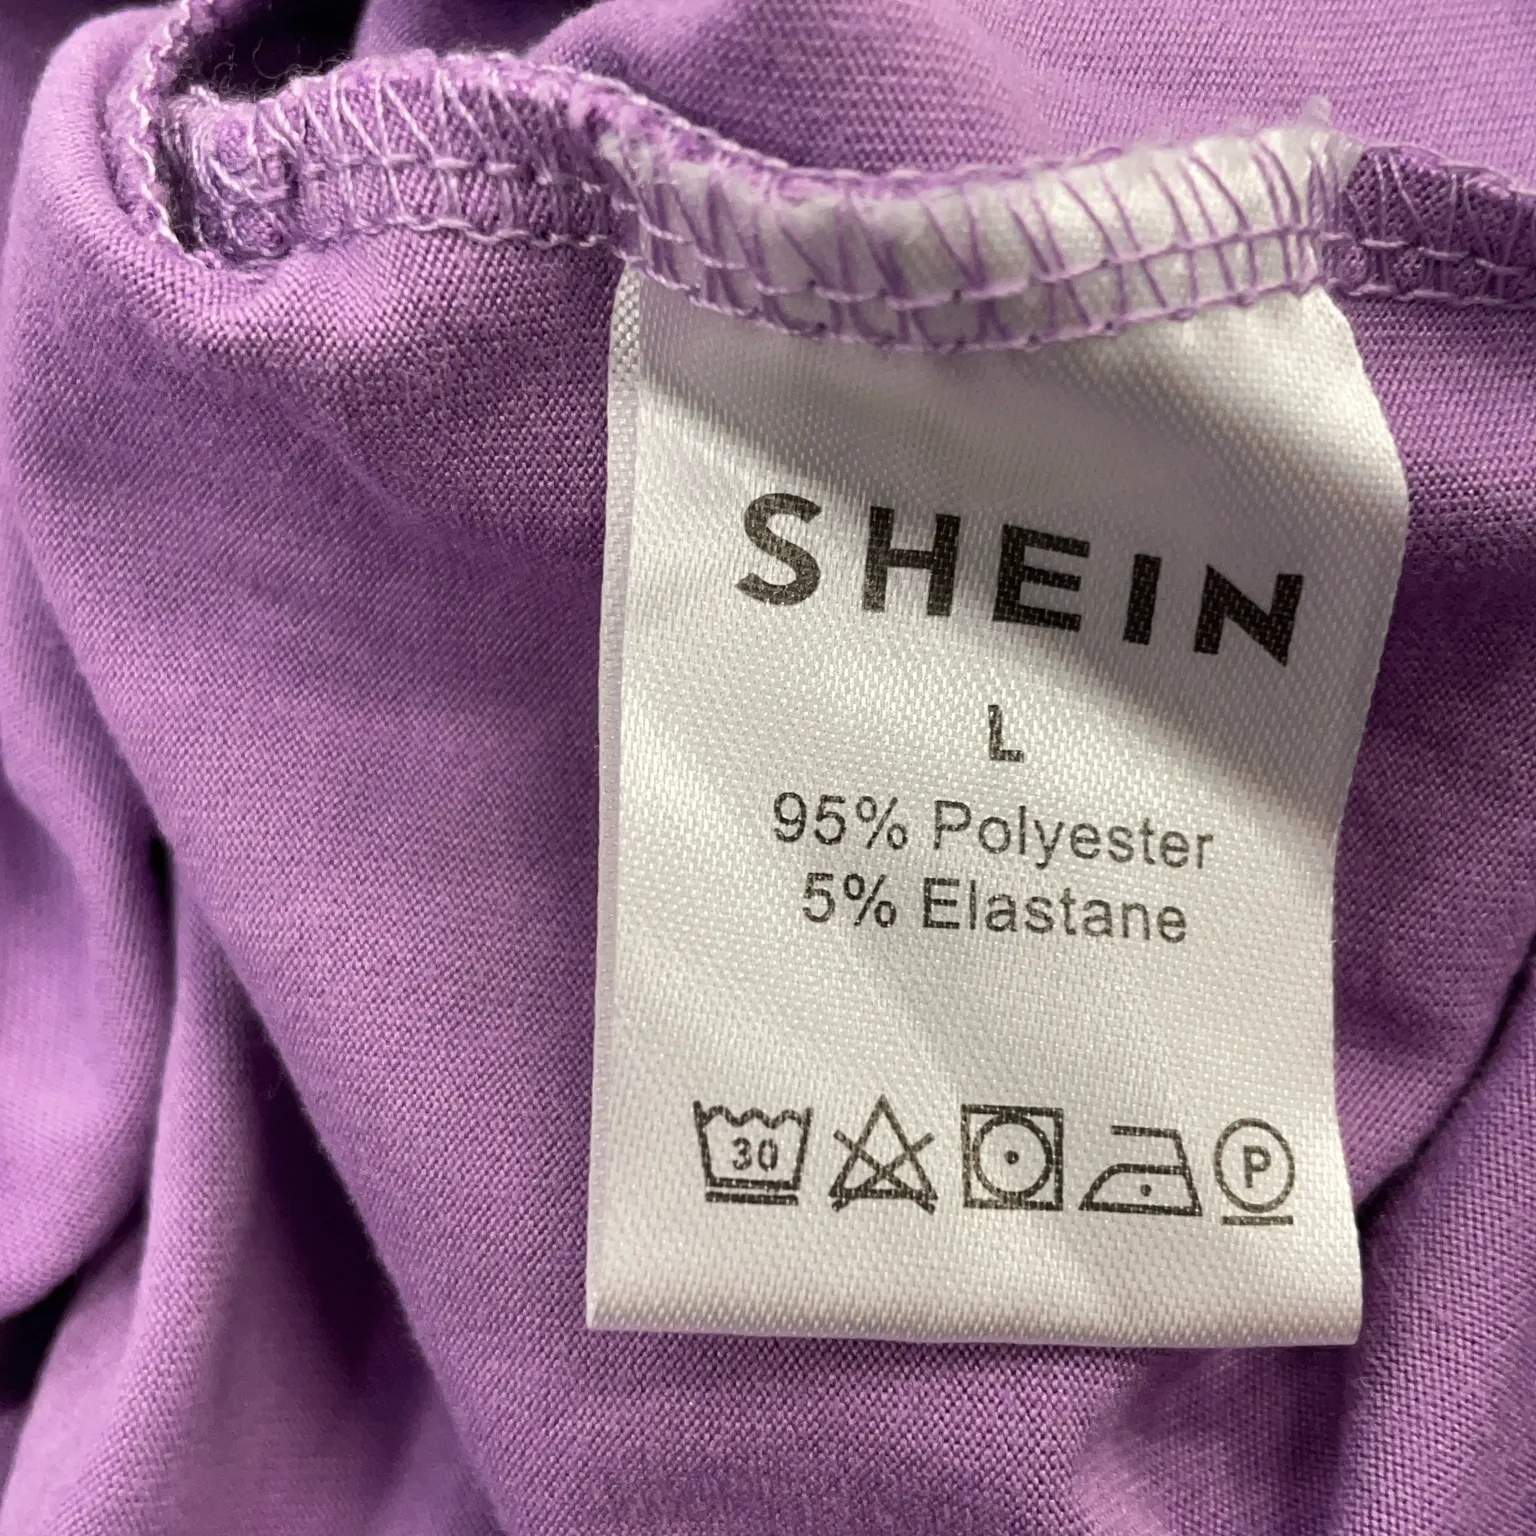 SHEIN
L
95% Polyester
5% Elastane
30 P